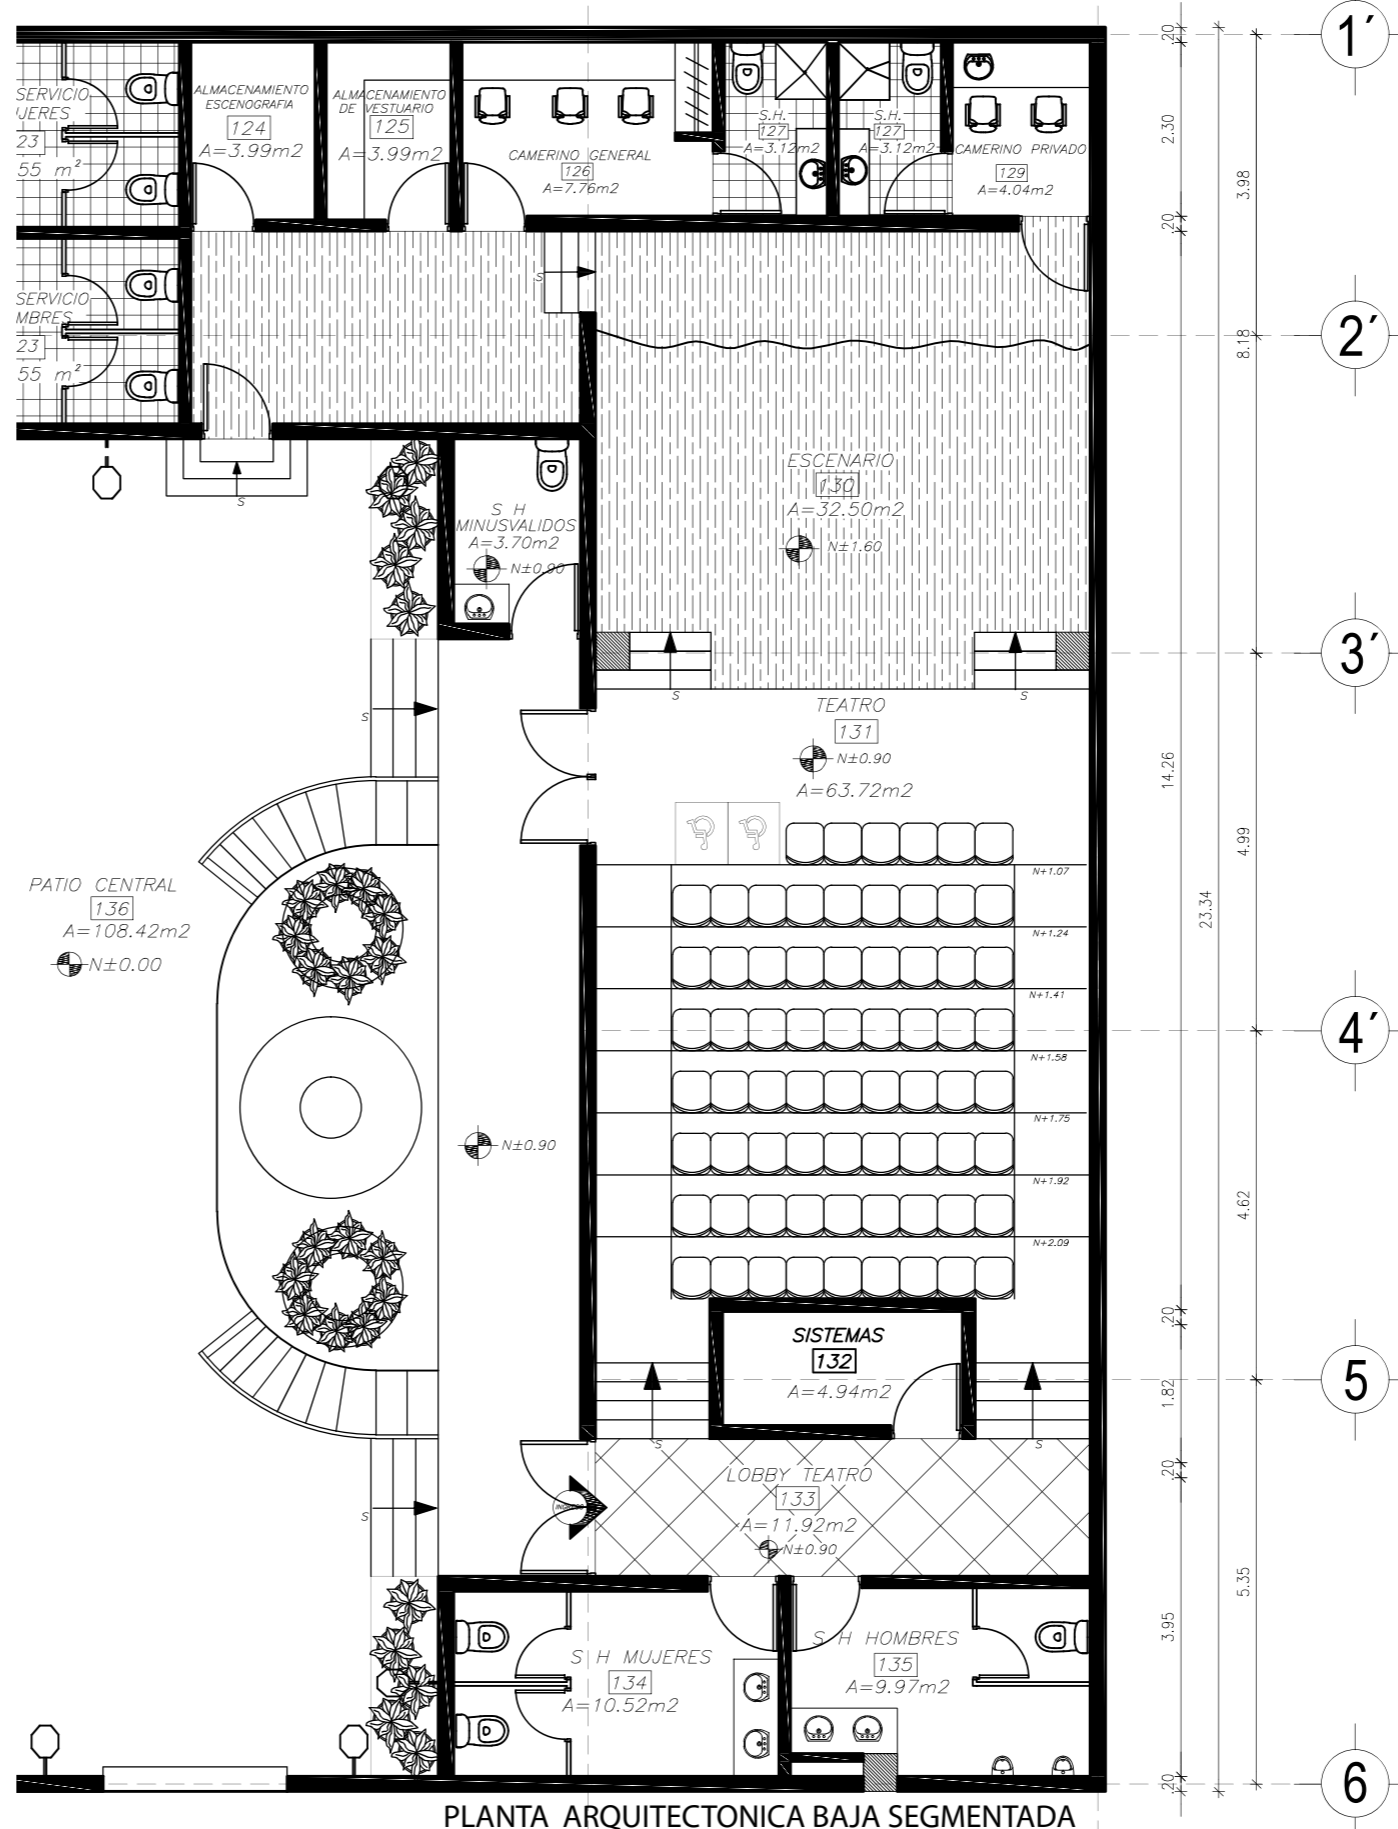 SERVICIO
JERES
23
55 m²
ALMACENAMIENTO
ESCENOGRAFIA
124
A=3.99m2
ALMACENAMIENTO
DE VESTUARIO
125
A=3.99m2
CAMERINO GENERAL
126
A=7.76m2
S.H.
127
A=3.12m2
S.H.
127
A=3.12m2
CAMERINO PRIVADO
129
A=4.04m2
SERVICIO
MBRES
23
55 m²
S
S
S H
MINUSVALIDOS
A=3.70m2
N±0.90
ESCENARIO
130
A=32.50m2
N±1.60
S
S
S
TEATRO
131
N±0.90
A=63.72m2
PATIO CENTRAL
136
A=108.42m2
N±0.00
N+1.07
N+1.24
N+1.41
N+1.58
N+1.75
N+1.92
N+2.09
N±0.90
SISTEMAS
132
A=4.94m2
S
S
S
LOBBY TEATRO
133
A=11.92m2
N±0.90
INGRESO
S H MUJERES
134
A=10.52m2
S H HOMBRES
135
A=9.97m2
.20
2.30
.20
14.26
.20
1.82
.20
3.95
.20
8.18
23.34
3.98
4.99
4.62
5.35
1´
2´
3´
4´
5
6
PLANTA ARQUITECTONICA BAJA SEGMENTADA